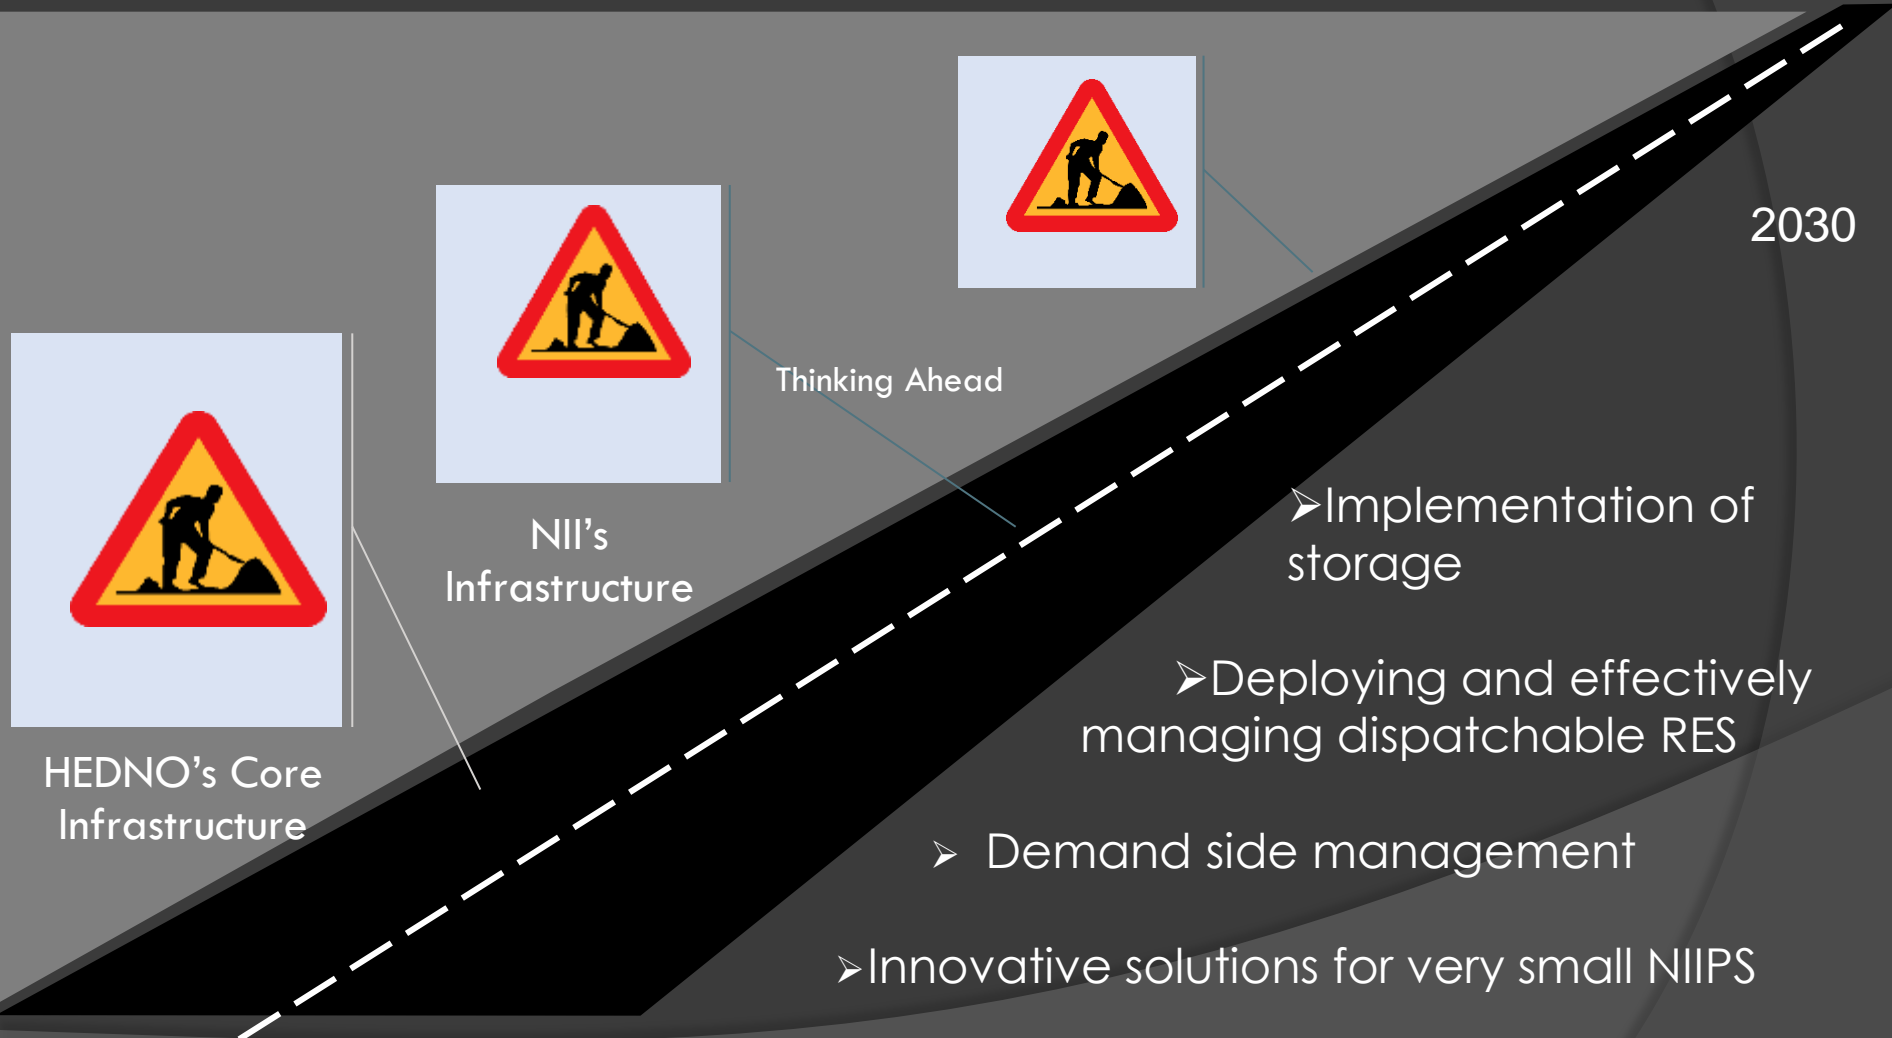 2030
Thinking Ahead
NII’s
Infrastructure
HEDNO’s Core
Infrastructure
➢Implementation of
storage
➢Deploying and effectively
managing dispatchable RES
➢ Demand side management
➢Innovative solutions for very small NIIPS